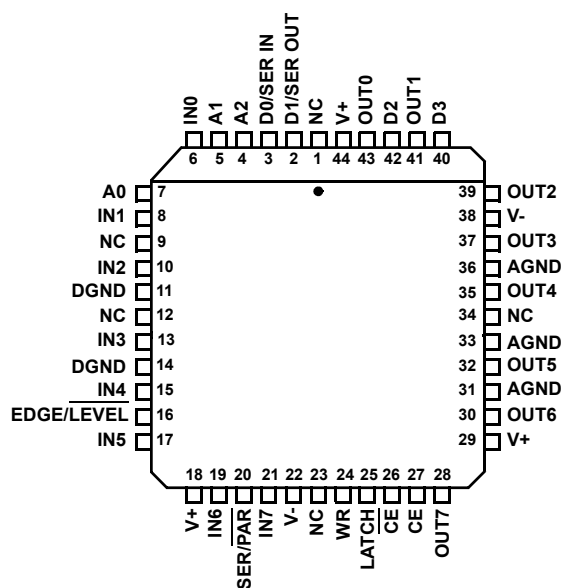 IN0 A1 A2 D0/SER IN D1/SER OUT NC V+ OUT0 D2 OUT1 D3
6 5 4 3 2 1 44 43 42 41 40
A0 7 39 OUT2
IN1 8 38 V-
NC 9 37 OUT3
IN2 10 36 AGND
DGND 11 35 OUT4
NC 12 34 NC
IN3 13 33 AGND
DGND 14 32 OUT5
IN4 15 31 AGND
EDGE/LEVEL 16 30 OUT6
IN5 17 29 V+
18 19 20 21 22 23 24 25 26 27 28
V+ IN6 SER/PAR IN7 V- NC WR LATCH CE CE OUT7